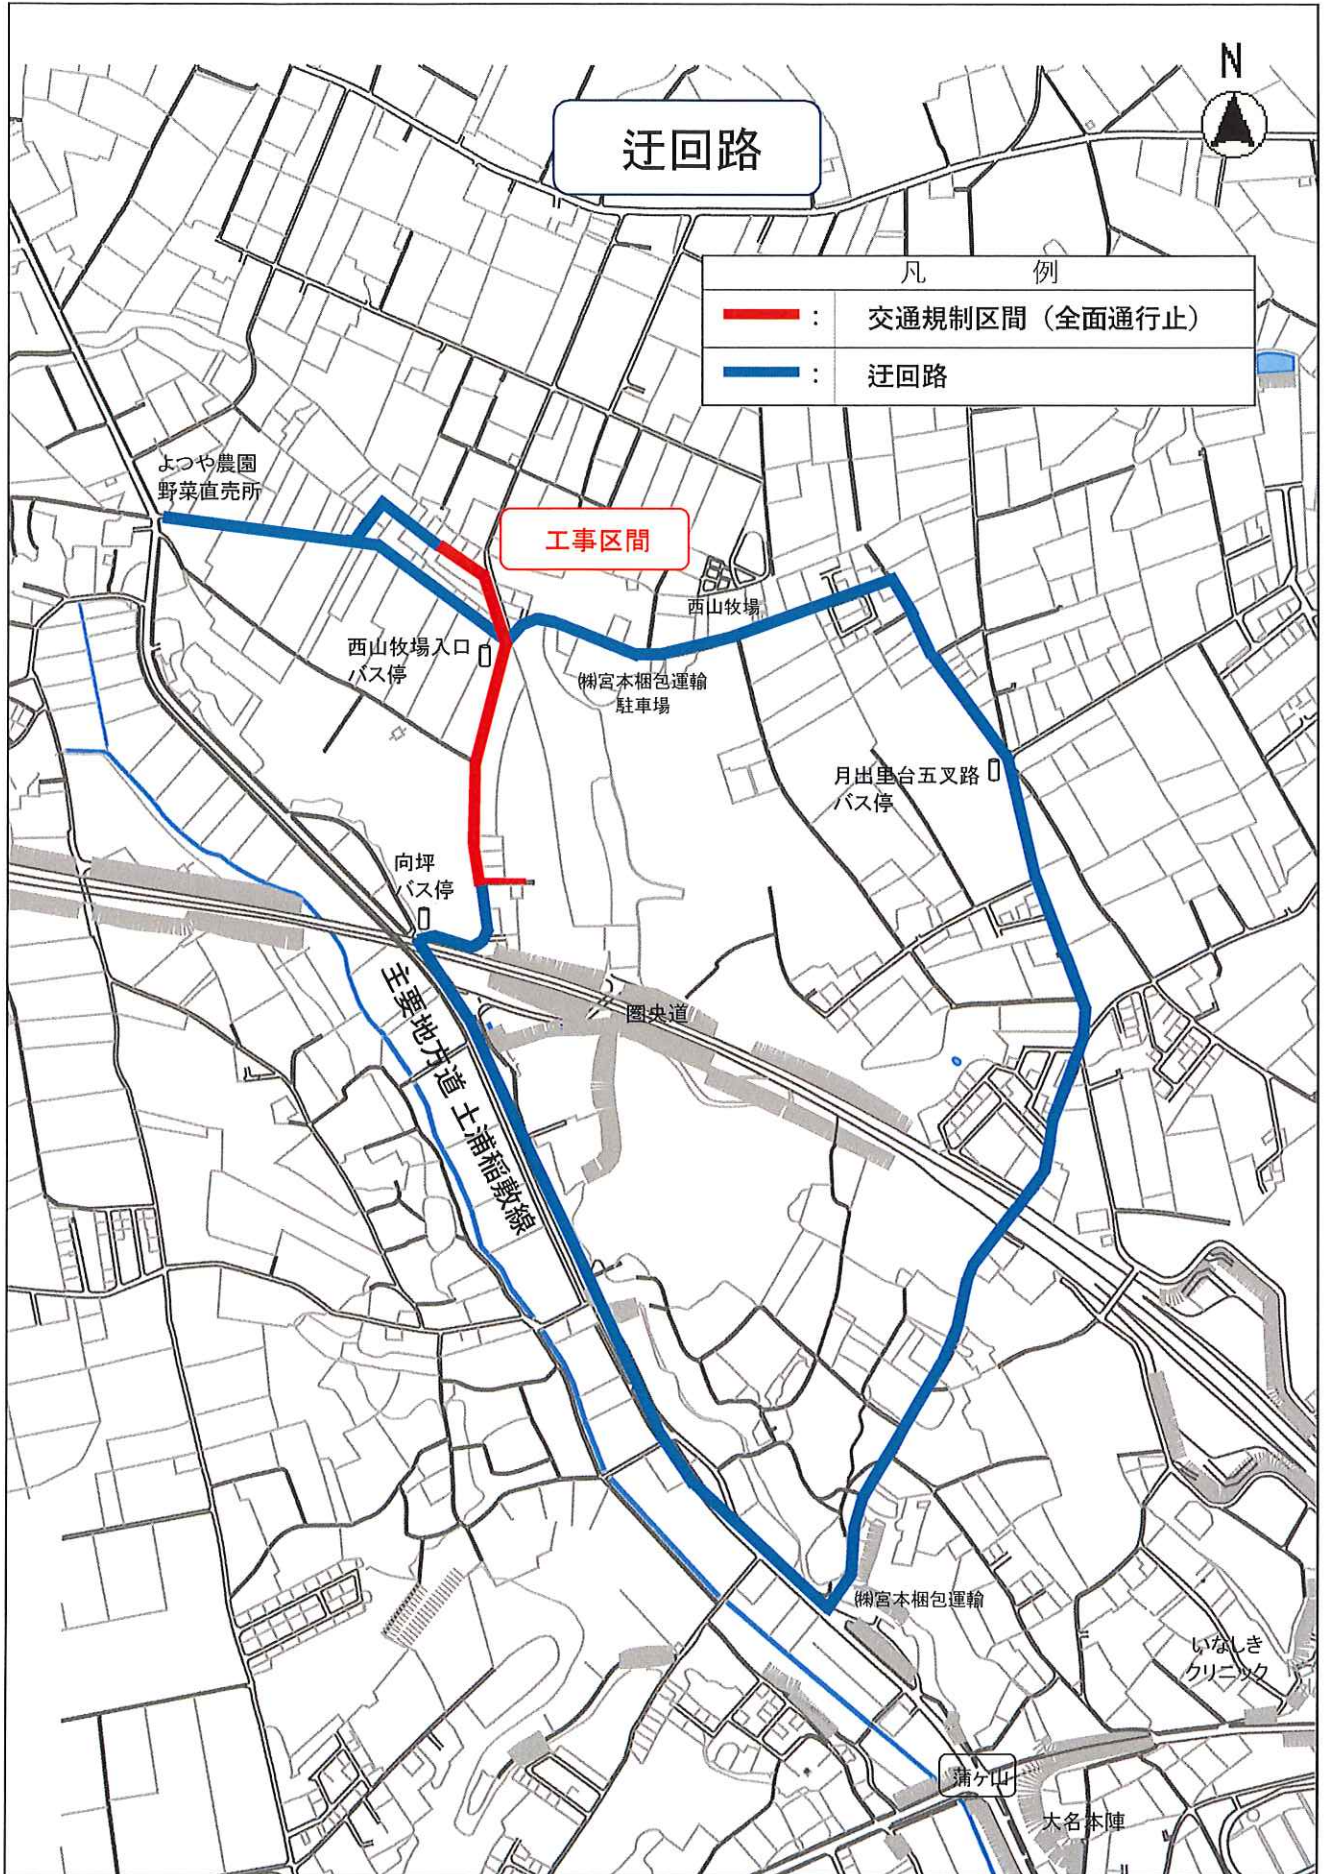 N
迂回路
凡 例
： 交通規制区間（全面通行止）
： 迂回路
よつや農園
野菜直売所
工事区間
西山牧場
西山牧場入口
バス停
㈱宮本梱包運輸
駐車場
月出里台五叉路
バス停
向坪
バス停
圏央道
主要地方道 土浦稲敷線
㈱宮本梱包運輸
いなしき
クリニック
蒲ケ山
大名本陣